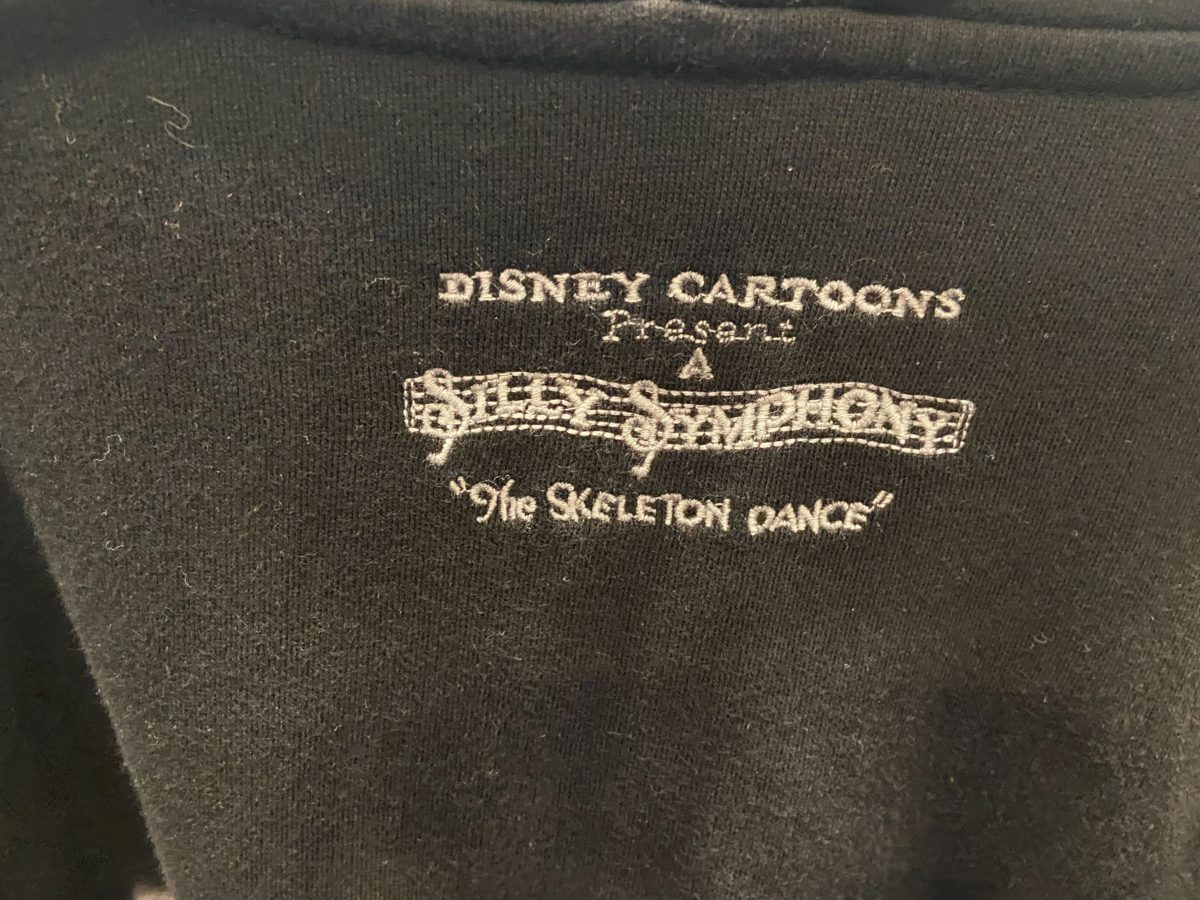 DISNEY CARTOONS
Present
A
SILLY SYMPHONY
"The SKELETON DANCE"